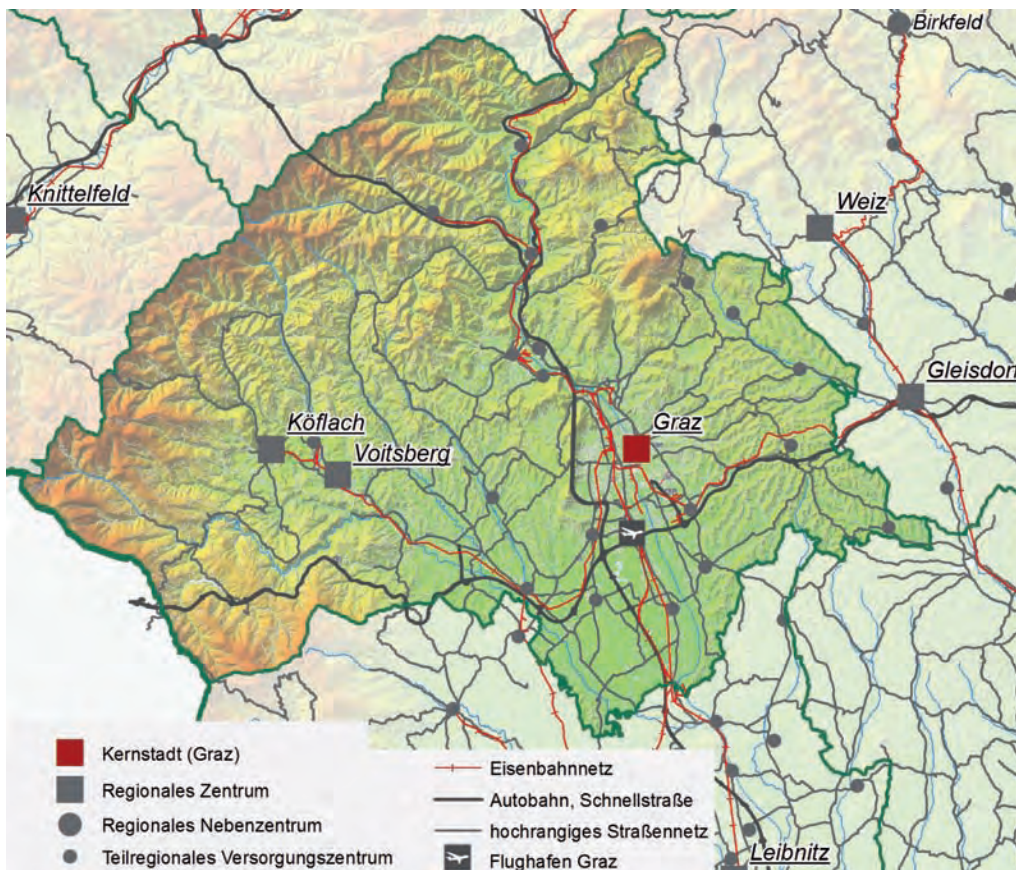 Birkfeld
Knittelfeld
Weiz
Gleisdorf
Köflach
Graz
Voitsberg
Kernstadt (Graz)
Regionales Zentrum
Regionales Nebenzentrum
Teilregionales Versorgungszentrum
Eisenbahnnetz
Autobahn, Schnellstraße
hochrangiges Straßennetz
Flughafen Graz
Leibnitz